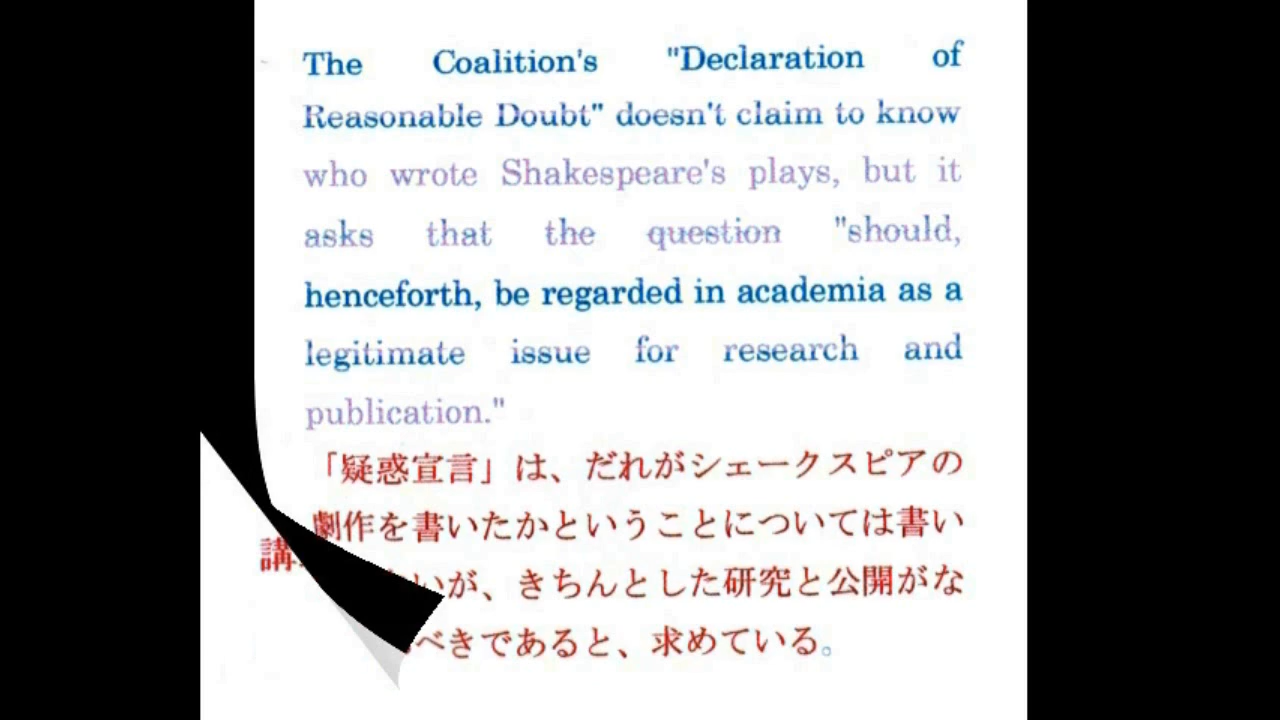 The Coalition's "Declaration of
Reasonable Doubt" doesn't claim to know
who wrote Shakespeare's plays, but it
asks that the question "should,
henceforth, be regarded in academia as a
legitimate issue for research and
publication."
「疑惑宣言」は、だれがシェークスピアの
劇作を書いたかということについては書い
講
いが、きちんとした研究と公開がな
べきであると、求めている。